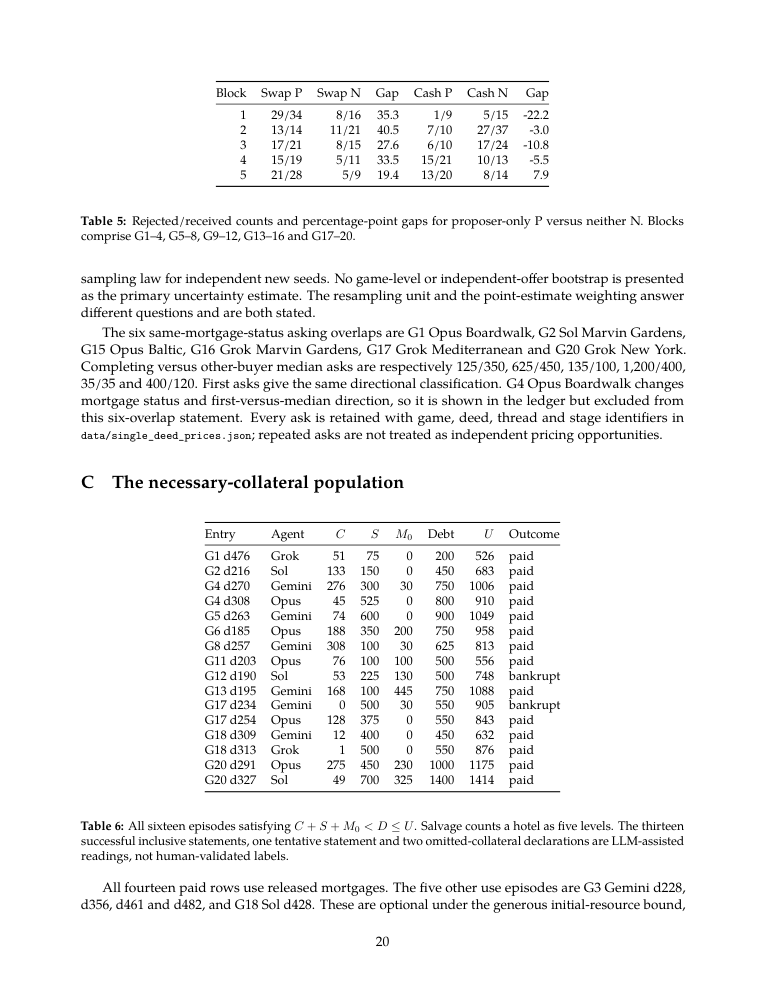 Block Swap P Swap N Gap Cash P Cash N Gap
1 29/34 8/16 35.3 1/9 5/15 -22.2
2 13/14 11/21 40.5 7/10 27/37 -3.0
3 17/21 8/15 27.6 6/10 17/24 -10.8
4 15/19 5/11 33.5 15/21 10/13 -5.5
5 21/28 5/9 19.4 13/20 8/14 7.9
Table 5: Rejected/received counts and percentage-point gaps for proposer-only P versus neither N. Blocks
comprise G1–4, G5–8, G9–12, G13–16 and G17–20.
sampling law for independent new seeds. No game-level or independent-offer bootstrap is presented
as the primary uncertainty estimate. The resampling unit and the point-estimate weighting answer
different questions and are both stated.
The six same-mortgage-status asking overlaps are G1 Opus Boardwalk, G2 Sol Marvin Gardens,
G15 Opus Baltic, G16 Grok Marvin Gardens, G17 Grok Mediterranean and G20 Grok New York.
Completing versus other-buyer median asks are respectively 125/350, 625/450, 135/100, 1,200/400,
35/35 and 400/120. First asks give the same directional classification. G4 Opus Boardwalk changes
mortgage status and first-versus-median direction, so it is shown in the ledger but excluded from
this six-overlap statement. Every ask is retained with game, deed, thread and stage identifiers in
data/single_deed_prices.json; repeated asks are not treated as independent pricing opportunities.
C The necessary-collateral population
Entry Agent C S M₀ Debt U Outcome
G1 d476 Grok 51 75 0 200 526 paid
G2 d216 Sol 133 150 0 450 683 paid
G4 d270 Gemini 276 300 30 750 1006 paid
G4 d308 Opus 45 525 0 800 910 paid
G5 d263 Gemini 74 600 0 900 1049 paid
G6 d185 Opus 188 350 200 750 958 paid
G8 d257 Gemini 308 100 30 625 813 paid
G11 d203 Opus 76 100 100 500 556 paid
G12 d190 Sol 53 225 130 500 748 bankrupt
G13 d195 Gemini 168 100 445 750 1088 paid
G17 d234 Gemini 0 500 30 550 905 bankrupt
G17 d254 Opus 128 375 0 550 843 paid
G18 d309 Gemini 12 400 0 450 632 paid
G18 d313 Grok 1 500 0 550 876 paid
G20 d291 Opus 275 450 230 1000 1175 paid
G20 d327 Sol 49 700 325 1400 1414 paid
Table 6: All sixteen episodes satisfying C + S + M₀ < D ≤ U. Salvage counts a hotel as five levels. The thirteen
successful inclusive statements, one tentative statement and two omitted-collateral declarations are LLM-assisted
readings, not human-validated labels.
All fourteen paid rows use released mortgages. The five other use episodes are G3 Gemini d228,
d356, d461 and d482, and G18 Sol d428. These are optional under the generous initial-resource bound,
20